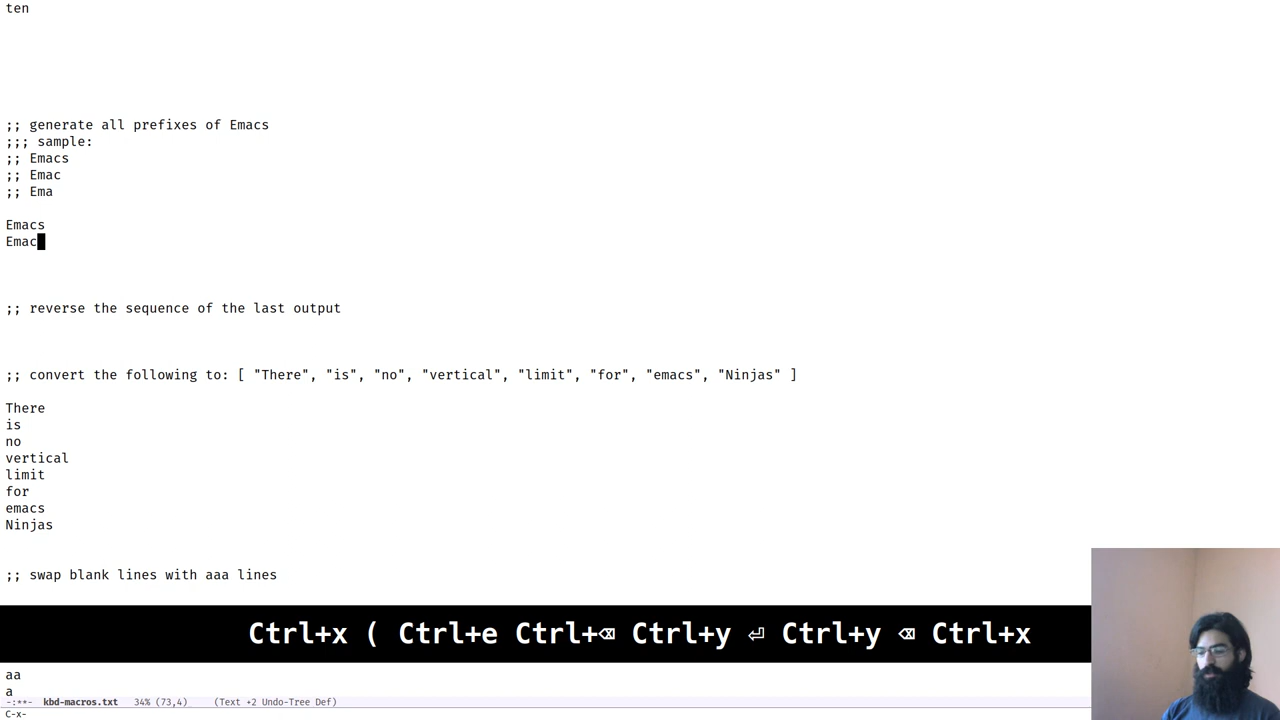 ten
;; generate all prefixes of Emacs
;;; sample:
;; Emacs
;; Emac
;; Ema
Emacs
Emac
;; reverse the sequence of the last output
;; convert the following to: [ "There", "is", "no", "vertical", "limit", "for", "emacs", "Ninjas" ]
There
is
no
vertical
limit
for
emacs
Ninjas
;; swap blank lines with aaa lines
Ctrl+x ( Ctrl+e Ctrl+⌫ Ctrl+y ⏎ Ctrl+y ⌫ Ctrl+x
aa
a
-:**- kbd-macros.txt 34% (73,4) (Text +2 Undo-Tree Def)
C-x-